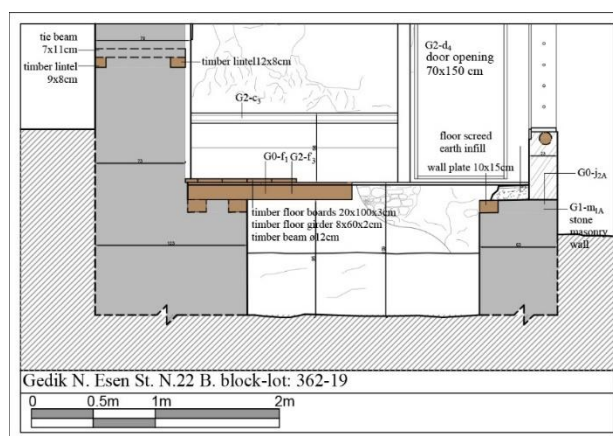 tie beam
7x11cm
timber lintel
9x8cm
timber lintel12x8cm
G2-d4
door opening
70x150 cm
G2-c3
floor screed
earth infill
wall plate 10x15cm
G0-f1 G2-f3
G0-j2A
G1-m1A
stone
masonry
wall
timber floor boards 20x100x3cm
timber floor girder 8x60x2cm
timber beam ø12cm
Gedik N. Esen St. N.22 B. block-lot: 362-19
0 0.5m 1m 2m